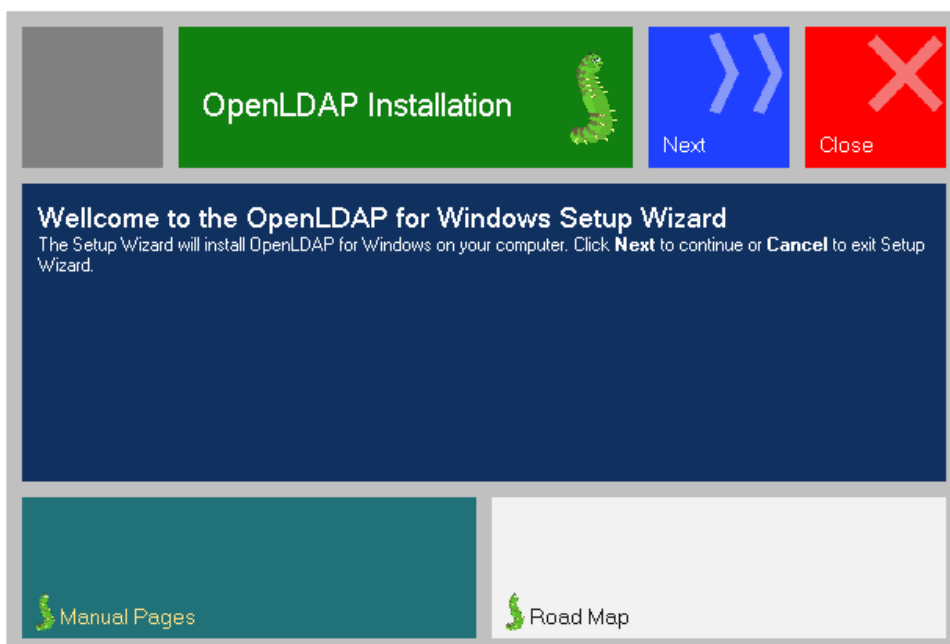 OpenLDAP Installation
Next
Close
Wellcome to the OpenLDAP for Windows Setup Wizard
The Setup Wizard will install OpenLDAP for Windows on your computer. Click Next to continue or Cancel to exit Setup
Wizard.
Manual Pages
Road Map